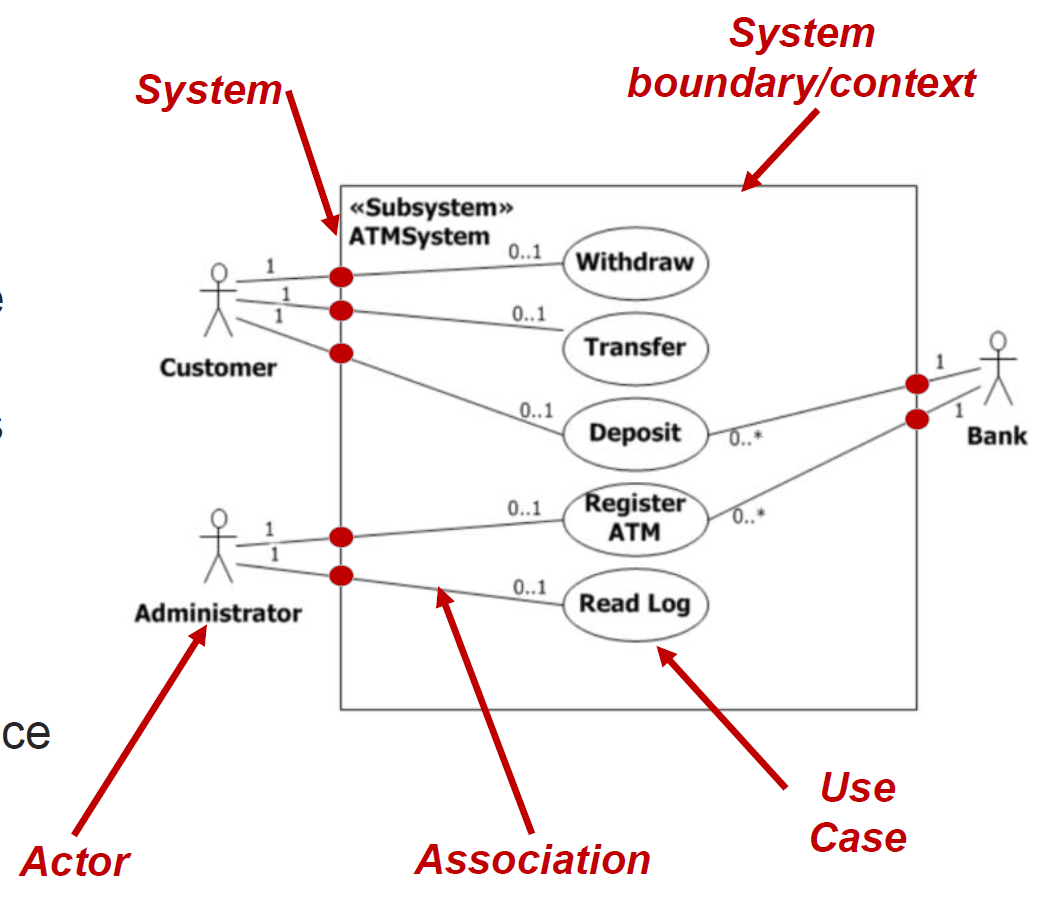 System
boundary/context
System
«Subsystem»
ATMSystem
1
0..1
Withdraw
1
0..1
1
Transfer
Customer
0..1
Deposit
0..*
1
1
Bank
Register
ATM
0..1
0..*
1
1
0..1
Read Log
Administrator
s
ce
Use
Case
Actor
Association